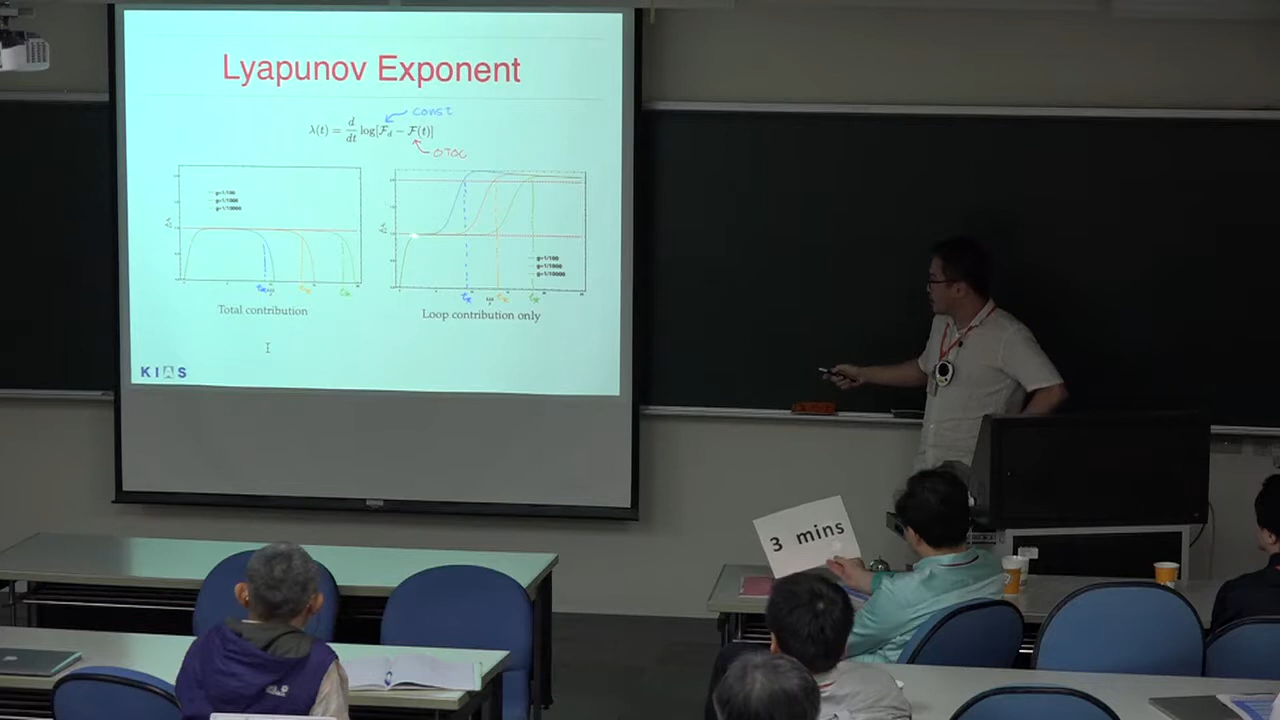 Lyapunov Exponent
const
λ(t) = d/dt log[𝓕_d − 𝓕(t)]
OTOC
g=1/100
g=1/1000
g=1/10000
g=1/100
g=1/1000
g=1/10000
t* t* t*
Total contribution
Loop contribution only
KIAS
3 mins